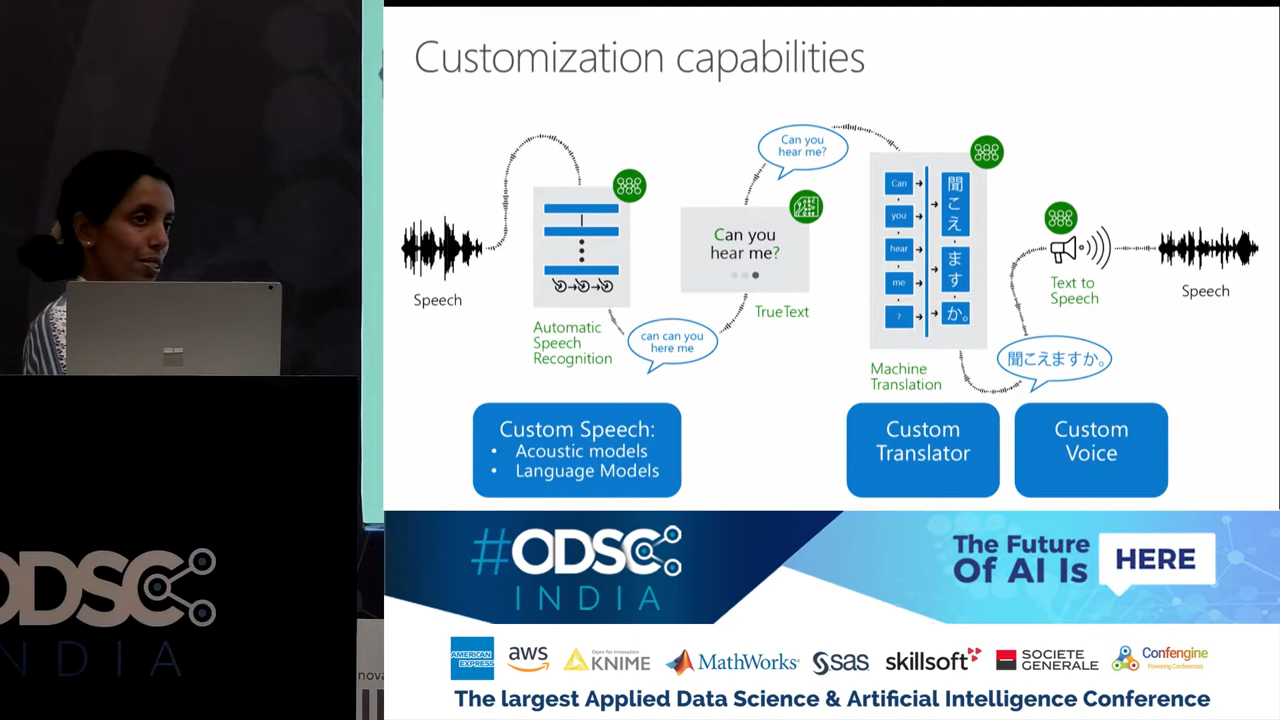 Customization capabilities
Speech
Automatic
Speech
Recognition
can can you
here me
Can you
hear me?
TrueText
Can you
hear me?
Can
you
hear
me
?
聞こえ
ます
か。
Machine
Translation
聞こえますか。
Text to
Speech
Speech
Custom Speech:
• Acoustic models
• Language Models
Custom
Translator
Custom
Voice
#ODSC
INDIA
The Future
Of AI Is
HERE
AMERICAN
EXPRESS
aws
Open for Innovation
KNIME
MathWorks
sas
skillsoft
SOCIETE
GENERALE
Confengine
Powering Conferences
The largest Applied Data Science & Artificial Intelligence Conference
ODSC
NDIA
nova